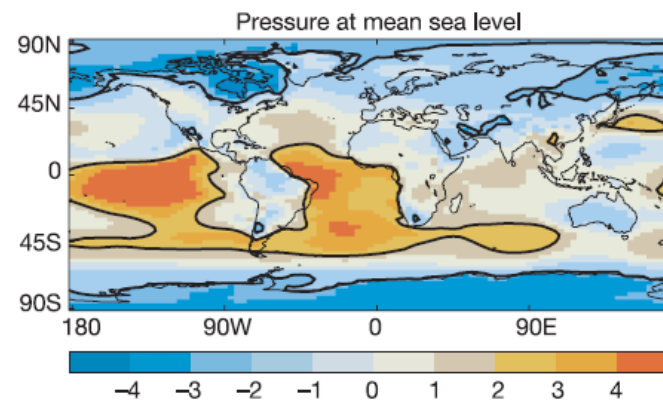 Pressure at mean sea level
90N
45N
0
45S
90S
180 90W 0 90E
−4 −3 −2 −1 0 1 2 3 4